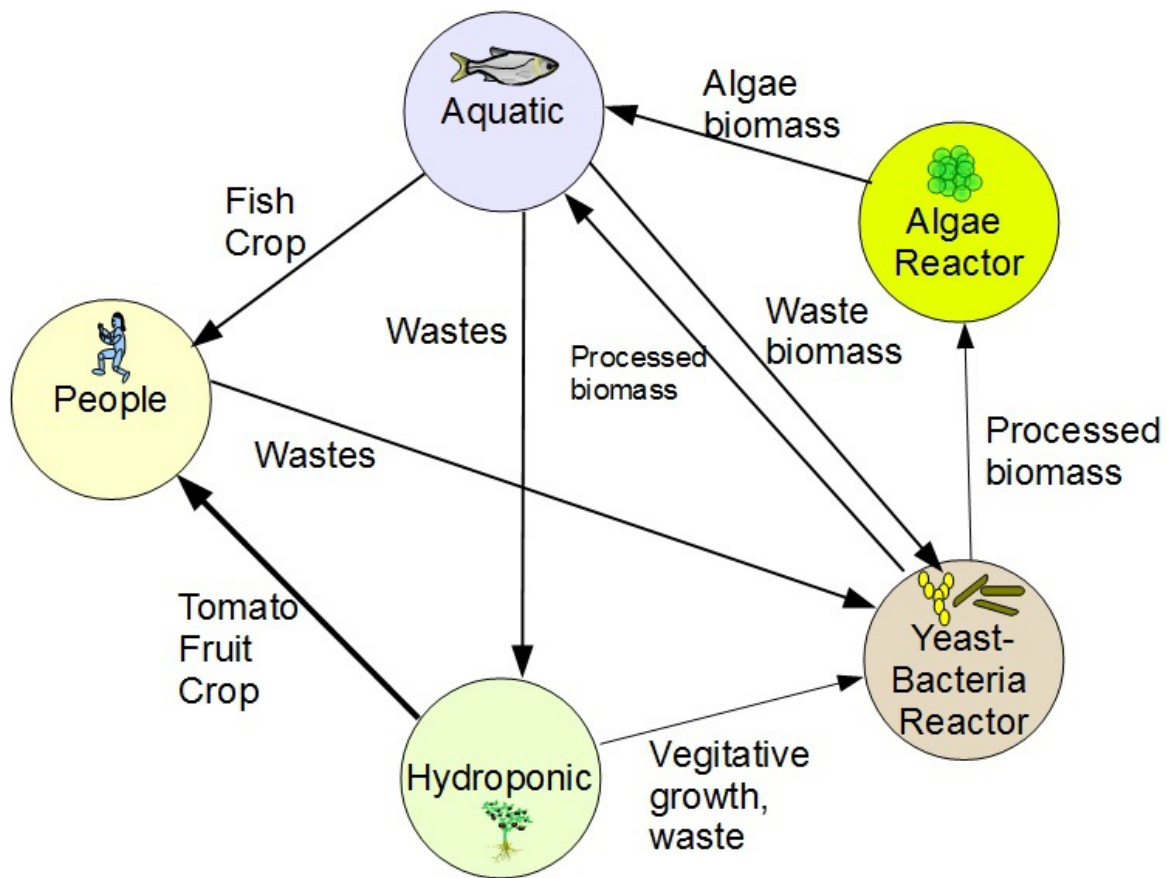 Aquatic
Algae
biomass
Algae
Reactor
Fish
Crop
Wastes
Processed
biomass
Waste
biomass
People
Wastes
Processed
biomass
Tomato
Fruit
Crop
Yeast-
Bacteria
Reactor
Hydroponic
Vegitative
growth,
waste